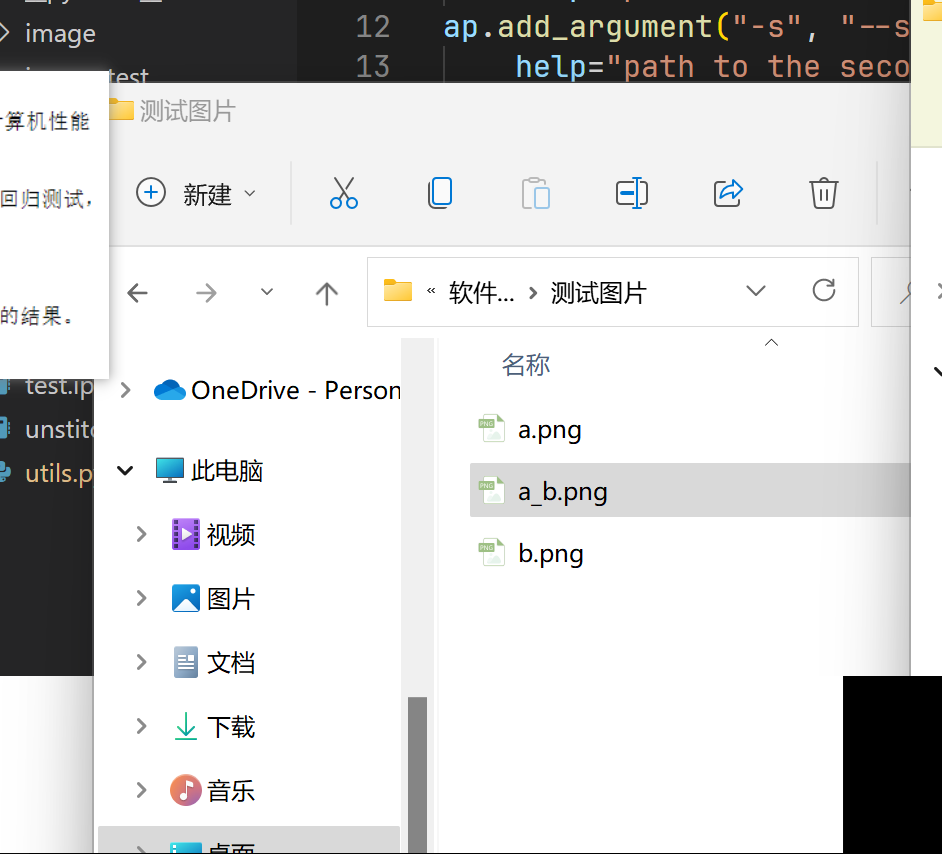 image
12 ap.add_argument("-s", "--s
13 help="path to the seco
test
算机性能
测试图片
新建
回归测试，
« 软件... › 测试图片
的结果。
名称
test.ip
OneDrive - Person
a.png
unstit
此电脑
utils.p
a_b.png
视频
b.png
图片
文档
下载
音乐
桌面